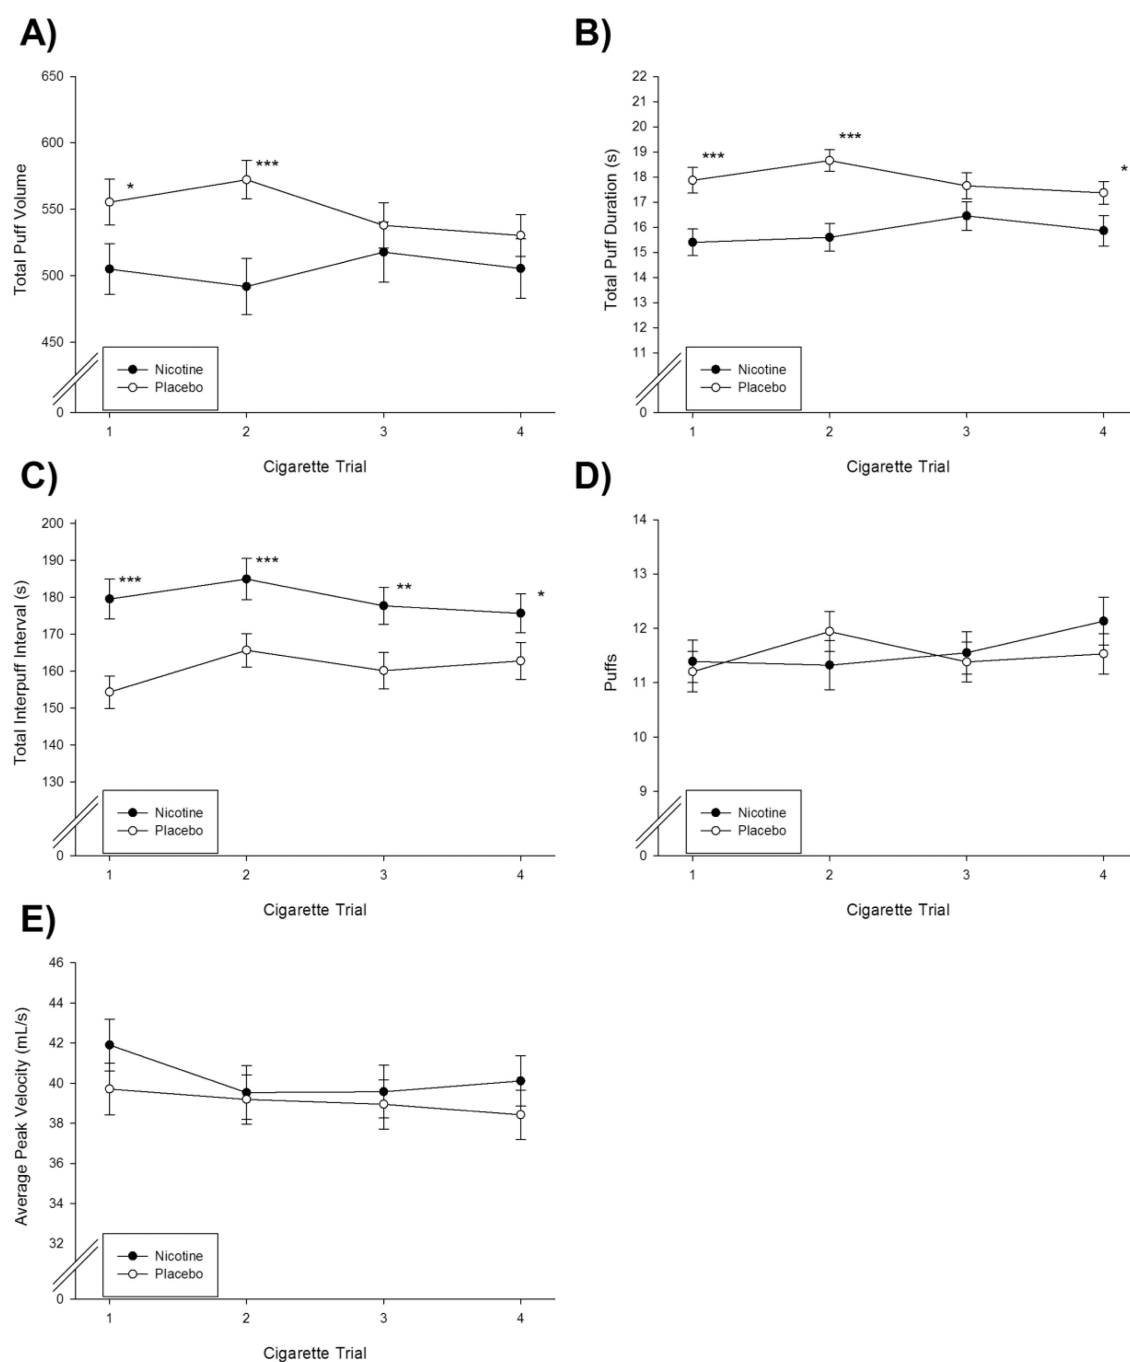 A)
650
600
550
500
450
0
Total Puff Volume
*
***
Nicotine
Placebo
1 2 3 4
Cigarette Trial
B)
22
21
20
19
18
17
16
15
14
13
12
11
0
Total Puff Duration (s)
***
***
*
Nicotine
Placebo
1 2 3 4
Cigarette Trial
C)
200
190
180
170
160
150
140
130
0
Total Interpuff Interval (s)
***
***
**
*
Nicotine
Placebo
1 2 3 4
Cigarette Trial
D)
14
13
12
11
10
9
0
Puffs
Nicotine
Placebo
1 2 3 4
Cigarette Trial
E)
46
44
42
40
38
36
34
32
0
Average Peak Velocity (mL/s)
Nicotine
Placebo
1 2 3 4
Cigarette Trial